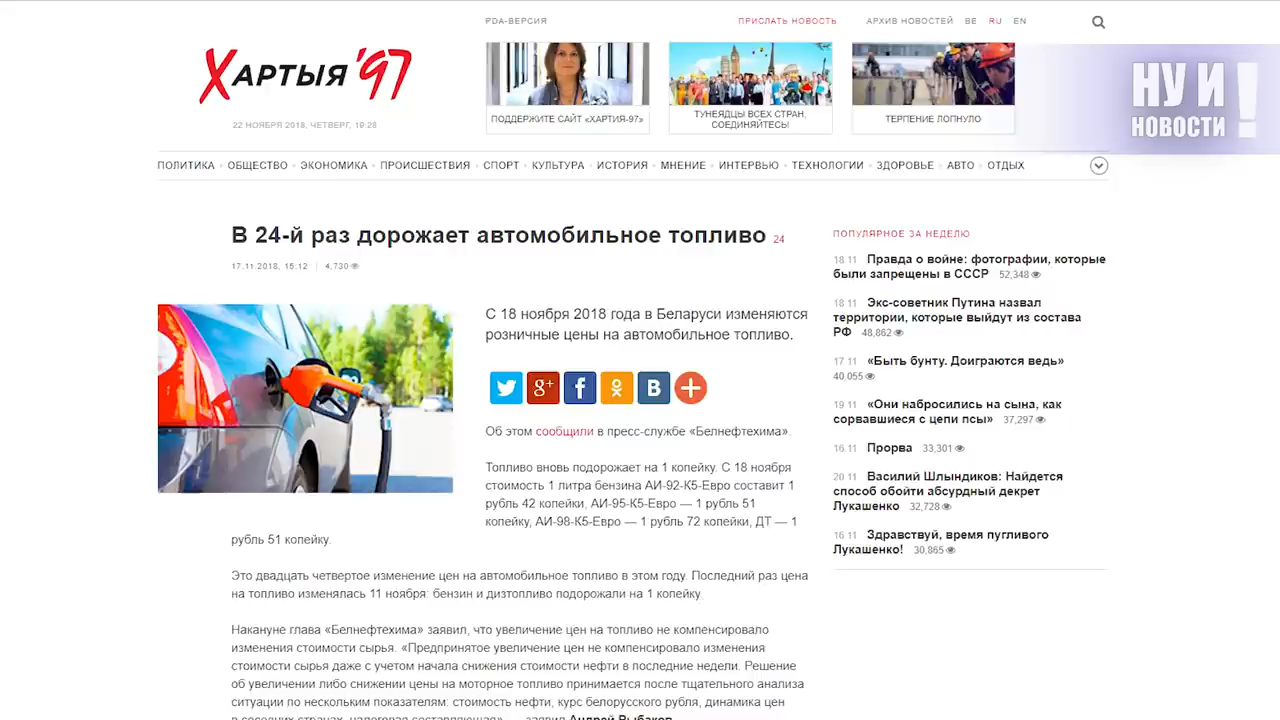 PDA-ВЕРСИЯ
ПРИСЛАТЬ НОВОСТЬ
АРХИВ НОВОСТЕЙ BE RU EN
ХАРТЫЯ'97
22 НОЯБРЯ 2018, ЧЕТВЕРГ, 19:28
ПОДДЕРЖИТЕ САЙТ «ХАРТИЯ-97»
ТУНЕЯДЦЫ ВСЕХ СТРАН,
СОЕДИНЯЙТЕСЫ
ТЕРПЕНИЕ ЛОПНУЛО
НУ И
НОВОСТИ!
ПОЛИТИКА ОБЩЕСТВО ЭКОНОМИКА ПРОИСШЕСТВИЯ СПОРТ КУЛЬТУРА ИСТОРИЯ МНЕНИЕ ИНТЕРВЬЮ ТЕХНОЛОГИИ ЗДОРОВЬЕ АВТО ОТДЫХ
В 24-й раз дорожает автомобильное топливо 24
17.11.2018, 15:12 | 4,730
С 18 ноября 2018 года в Беларуси изменяются
розничные цены на автомобильное топливо.
Об этом сообщили в пресс-службе «Белнефтехима».
Топливо вновь подорожает на 1 копейку. С 18 ноября
стоимость 1 литра бензина АИ-92-К5-Евро составит 1
рубль 42 копейки, АИ-95-К5-Евро — 1 рубль 51
копейку, АИ-98-К5-Евро — 1 рубль 72 копейки, ДТ — 1
рубль 51 копейку.
Это двадцать четвертое изменение цен на автомобильное топливо в этом году. Последний раз цена
на топливо изменялась 11 ноября: бензин и дизтопливо подорожали на 1 копейку.
Накануне глава «Белнефтехима» заявил, что увеличение цен на топливо не компенсировало
изменения стоимости сырья. «Предпринятое увеличение цен не компенсировало изменения
стоимости сырья даже с учетом начала снижения стоимости нефти в последние недели. Решение
об увеличении либо снижении цены на моторное топливо принимается после тщательного анализа
ситуации по нескольким показателям: стоимость нефти, курс белорусского рубля, динамика цен
в соседних странах, налоговая составляющая», — заявил Андрей Рыбаков.
ПОПУЛЯРНОЕ ЗА НЕДЕЛЮ
18 11 Правда о войне: фотографии, которые
были запрещены в СССР 52,348
18 11 Экс-советник Путина назвал
территории, которые выйдут из состава
РФ 48,862
17 11 «Быть бунту. Доиграются ведь»
40,055
19 11 «Они набросились на сына, как
сорвавшиеся с цепи псы» 37,297
16 11 Прорва 33,301
20 11 Василий Шлындиков: Найдется
способ обойти абсурдный декрет
Лукашенко 32,728
16 11 Здравствуй, время пугливого
Лукашенко! 30,865